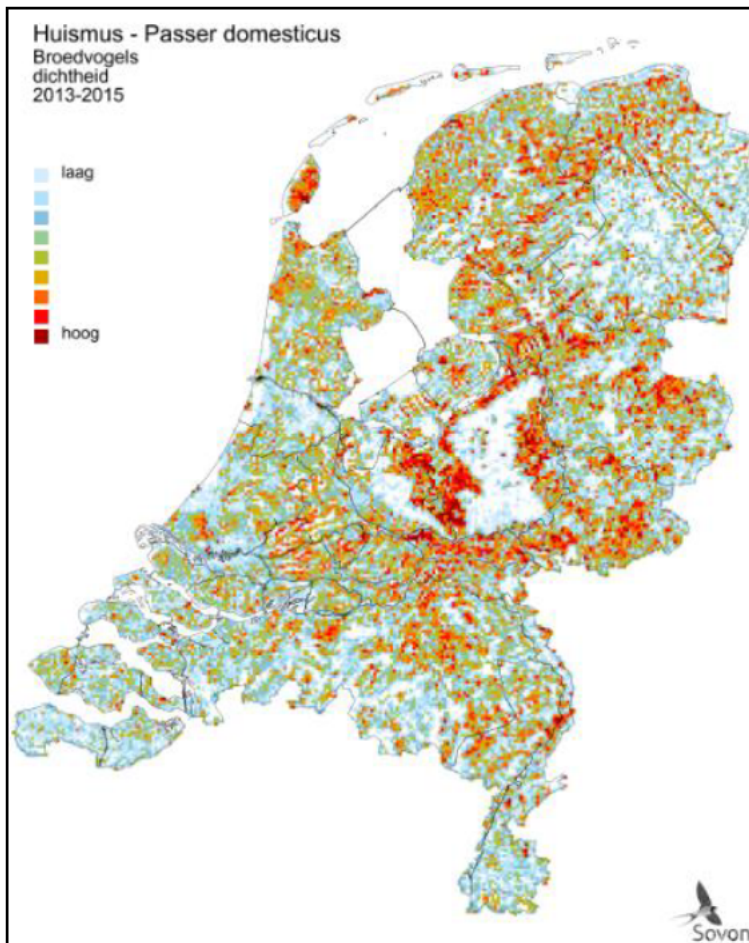 Huismus - Passer domesticus
Broedvogels
dichtheid
2013-2015
laag
hoog
Sovon